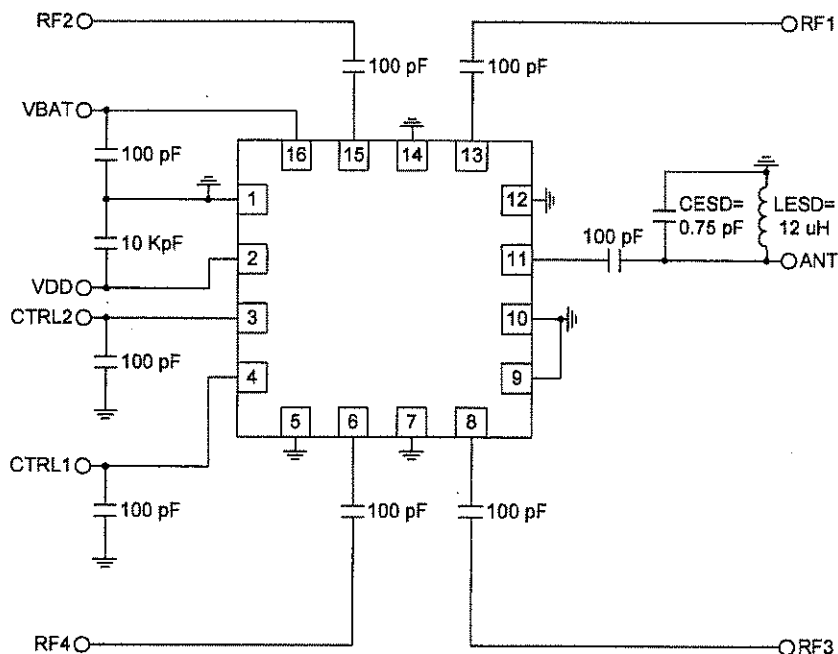 RF2
RF1
100 pF
100 pF
VBAT
16
15
14
13
100 pF
1
12
CESD=
0.75 pF
LESD=
12 uH
10 KpF
2
11
100 pF
ANT
VDD
CTRL2
3
10
100 pF
4
9
5
6
7
8
CTRL1
100 pF
100 pF
100 pF
RF4
RF3